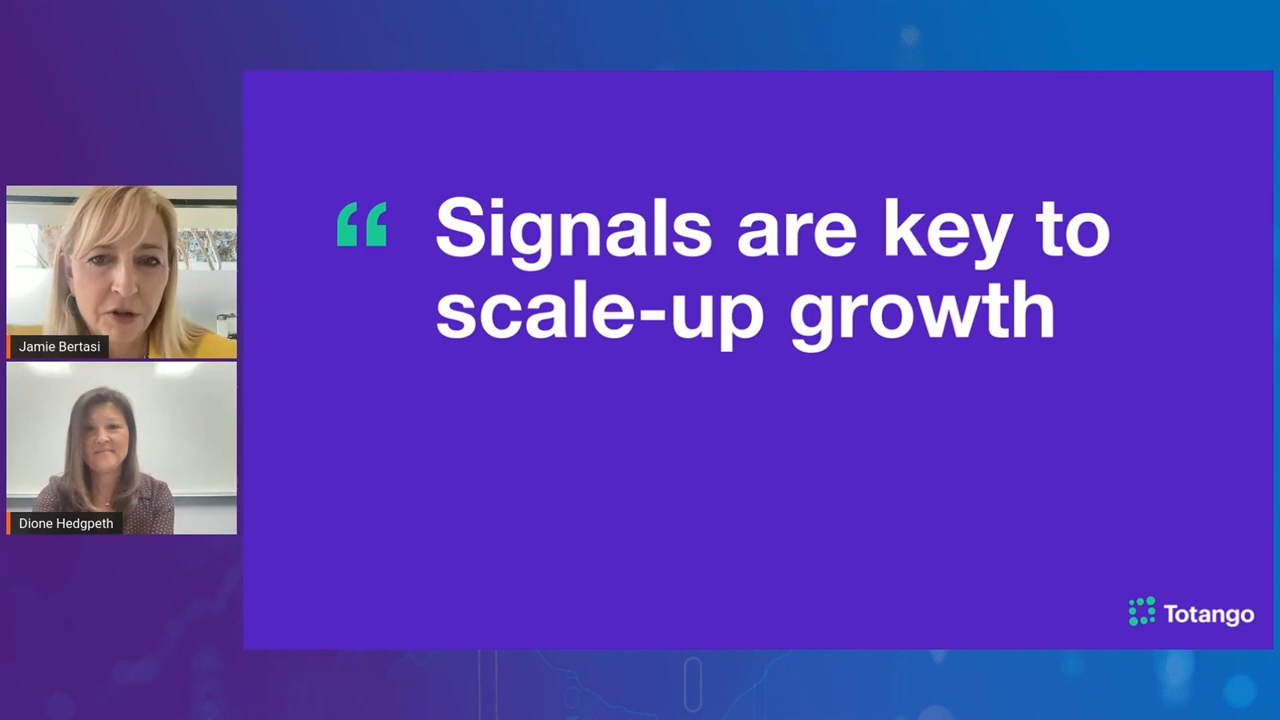 “ Signals are key to
scale-up growth
Jamie Bertasi
Dione Hedgpeth
Totango